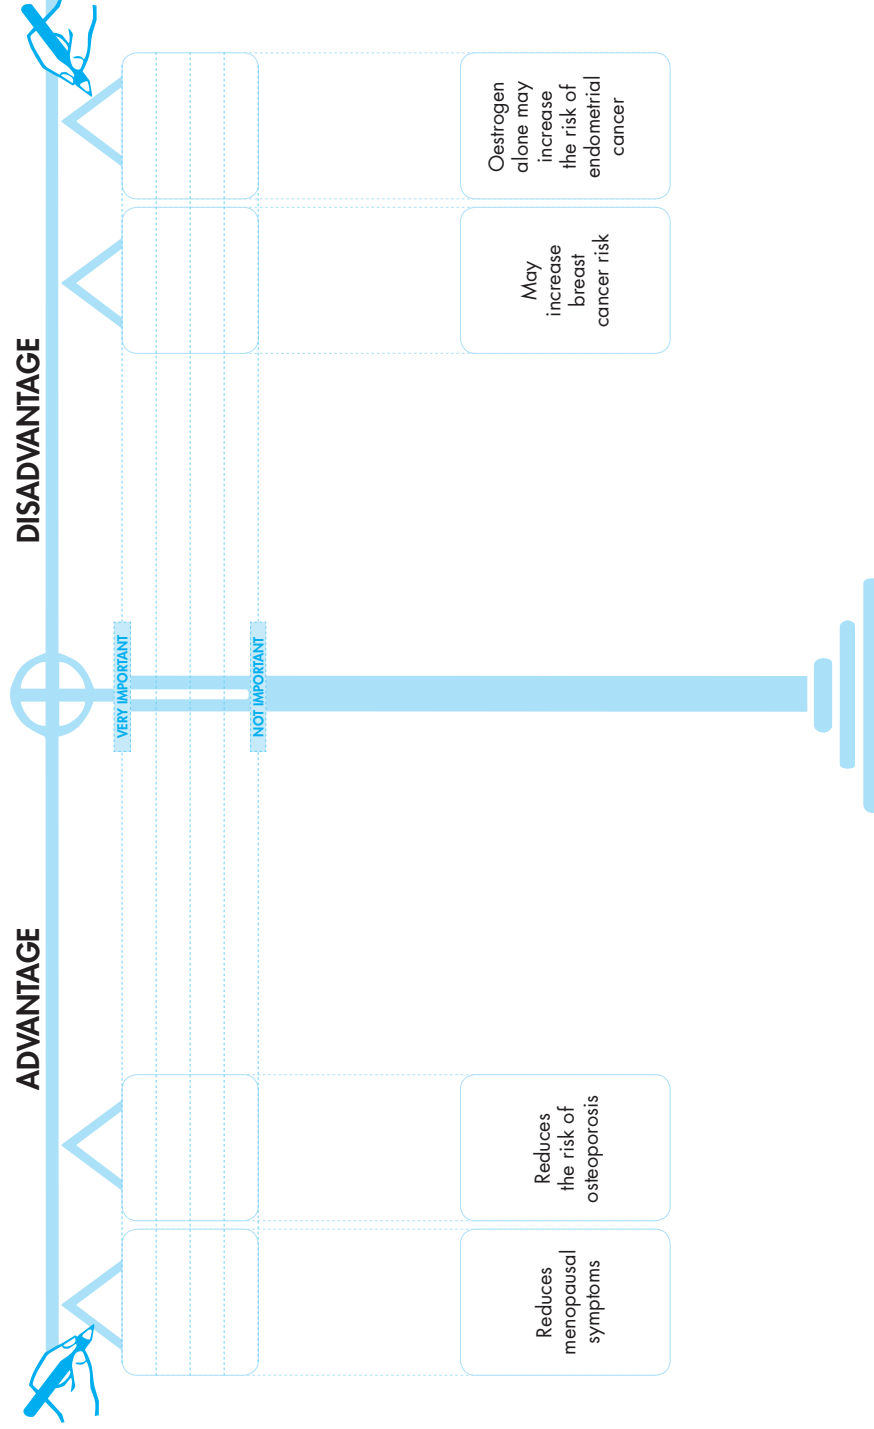 ADVANTAGE
DISADVANTAGE
VERY IMPORTANT
NOT IMPORTANT
Reduces
menopausal
symptoms
Reduces
the risk of
osteoporosis
May
increase
breast
cancer risk
Oestrogen
alone may
increase
the risk of
endometrial
cancer